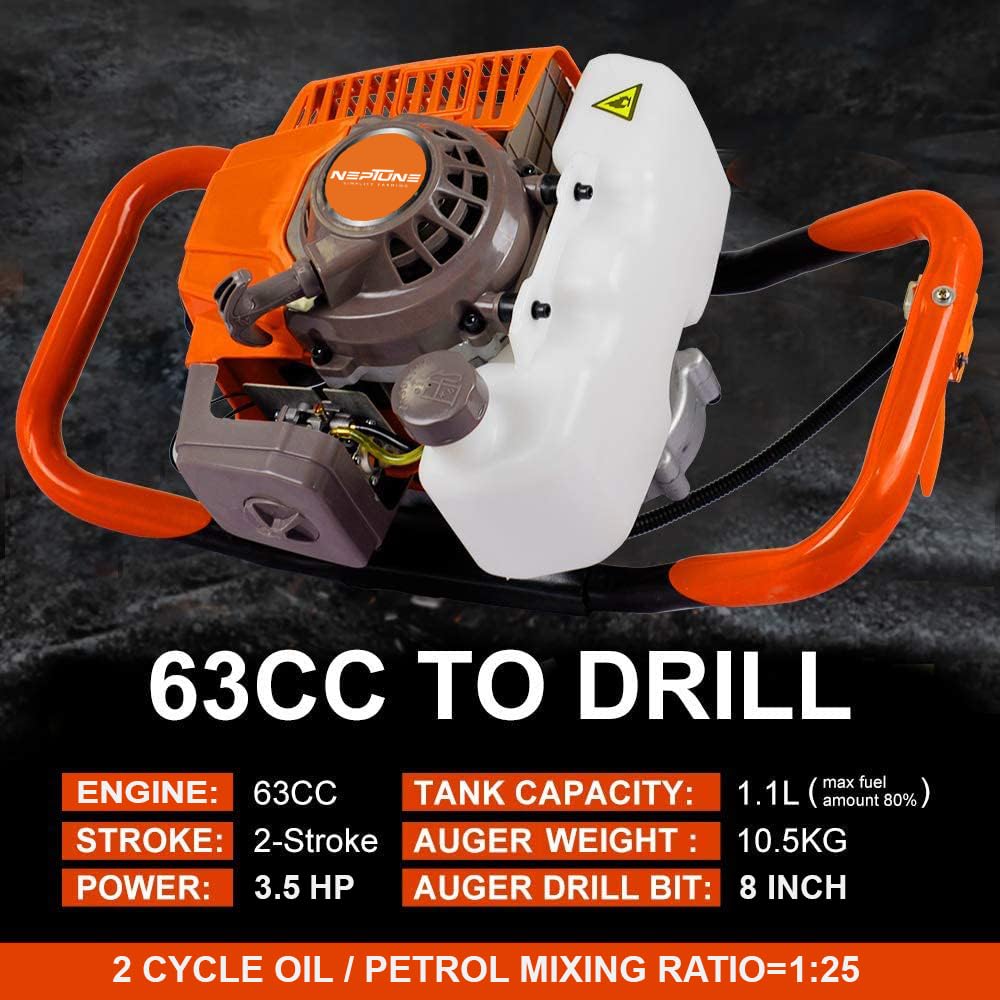 NEPTUNE
SIMPLIFY FARMING
63CC TO DRILL
ENGINE: 63CC
STROKE: 2-Stroke
POWER: 3.5 HP
TANK CAPACITY: 1.1L ( max fuel
amount 80% )
AUGER WEIGHT : 10.5KG
AUGER DRILL BIT: 8 INCH
2 CYCLE OIL / PETROL MIXING RATIO=1:25